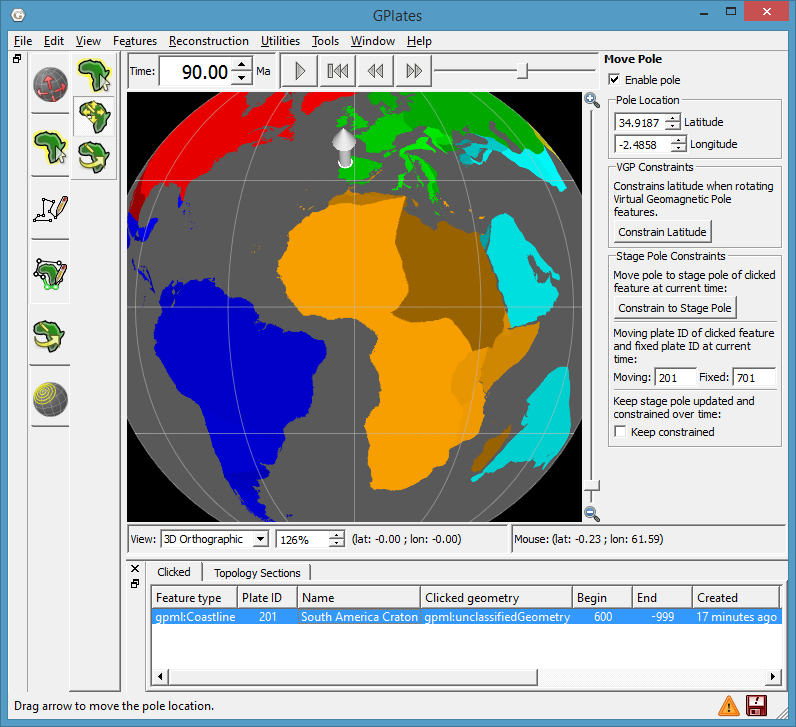 GPlates
File Edit View Features Reconstruction Utilities Tools Window Help
Time: 90.00 Ma
Move Pole
Enable pole
Pole Location
34.9187 Latitude
-2.4858 Longitude
VGP Constraints
Constrains latitude when rotating
Virtual Geomagnetic Pole
features.
Constrain Latitude
Stage Pole Constraints
Move pole to stage pole of clicked
feature at current time:
Constrain to Stage Pole
Moving plate ID of clicked feature
and fixed plate ID at current
time:
Moving: 201 Fixed: 701
Keep stage pole updated and
constrained over time:
Keep constrained
View: 3D Orthographic 126% (lat: -0.00 ; lon: -0.00) Mouse: (lat: -0.23 ; lon: 61.59)
Clicked Topology Sections
Feature type Plate ID Name Clicked geometry Begin End Created
gpml:Coastline 201 South America Craton gpml:unclassifiedGeometry 600 -999 17 minutes ago
Drag arrow to move the pole location.